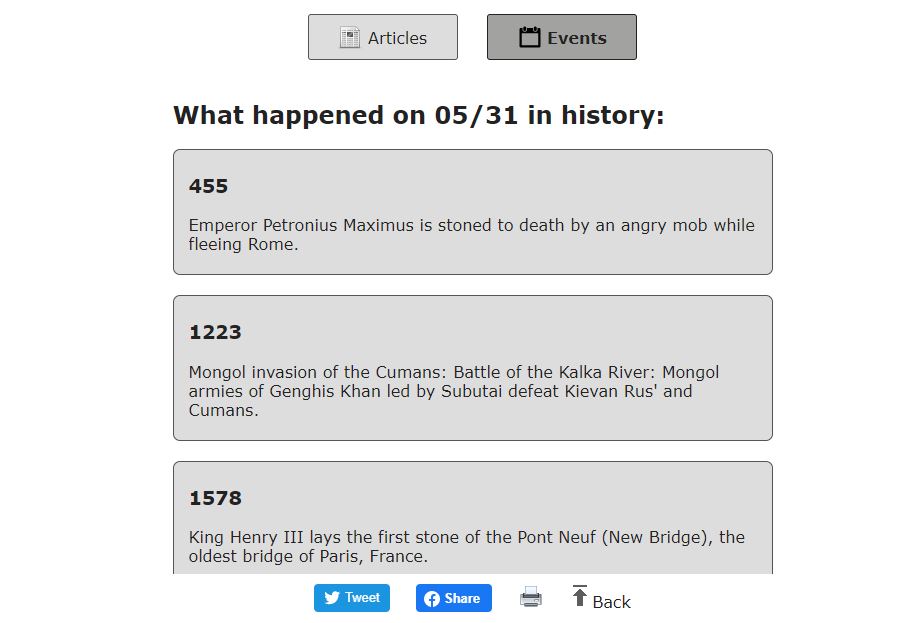 Articles
Events
What happened on 05/31 in history:
455
Emperor Petronius Maximus is stoned to death by an angry mob while
fleeing Rome.
1223
Mongol invasion of the Cumans: Battle of the Kalka River: Mongol
armies of Genghis Khan led by Subutai defeat Kievan Rus' and
Cumans.
1578
King Henry III lays the first stone of the Pont Neuf (New Bridge), the
oldest bridge of Paris, France.
Tweet
Share
Back